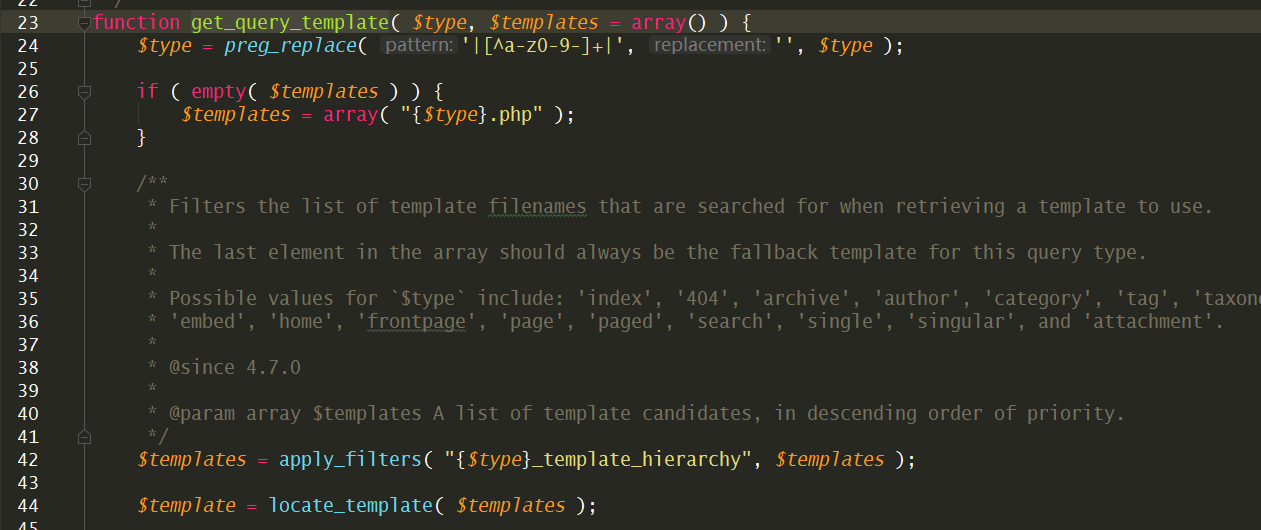 22 */
23 function get_query_template( $type, $templates = array() ) {
24 $type = preg_replace( pattern: '|[^a-z0-9-]+|', replacement: '', $type );
25
26 if ( empty( $templates ) ) {
27 $templates = array( "{$type}.php" );
28 }
29
30 /**
31 * Filters the list of template filenames that are searched for when retrieving a template to use.
32 *
33 * The last element in the array should always be the fallback template for this query type.
34 *
35 * Possible values for `$type` include: 'index', '404', 'archive', 'author', 'category', 'tag',
36 * 'embed', 'home', 'frontpage', 'page', 'paged', 'search', 'single', 'singular', and 'attachment'.
37 *
38 * @since 4.7.0
39 *
40 * @param array $templates A list of template candidates, in descending order of priority.
41 */
42 $templates = apply_filters( "{$type}_template_hierarchy", $templates );
43
44 $template = locate_template( $templates );
45